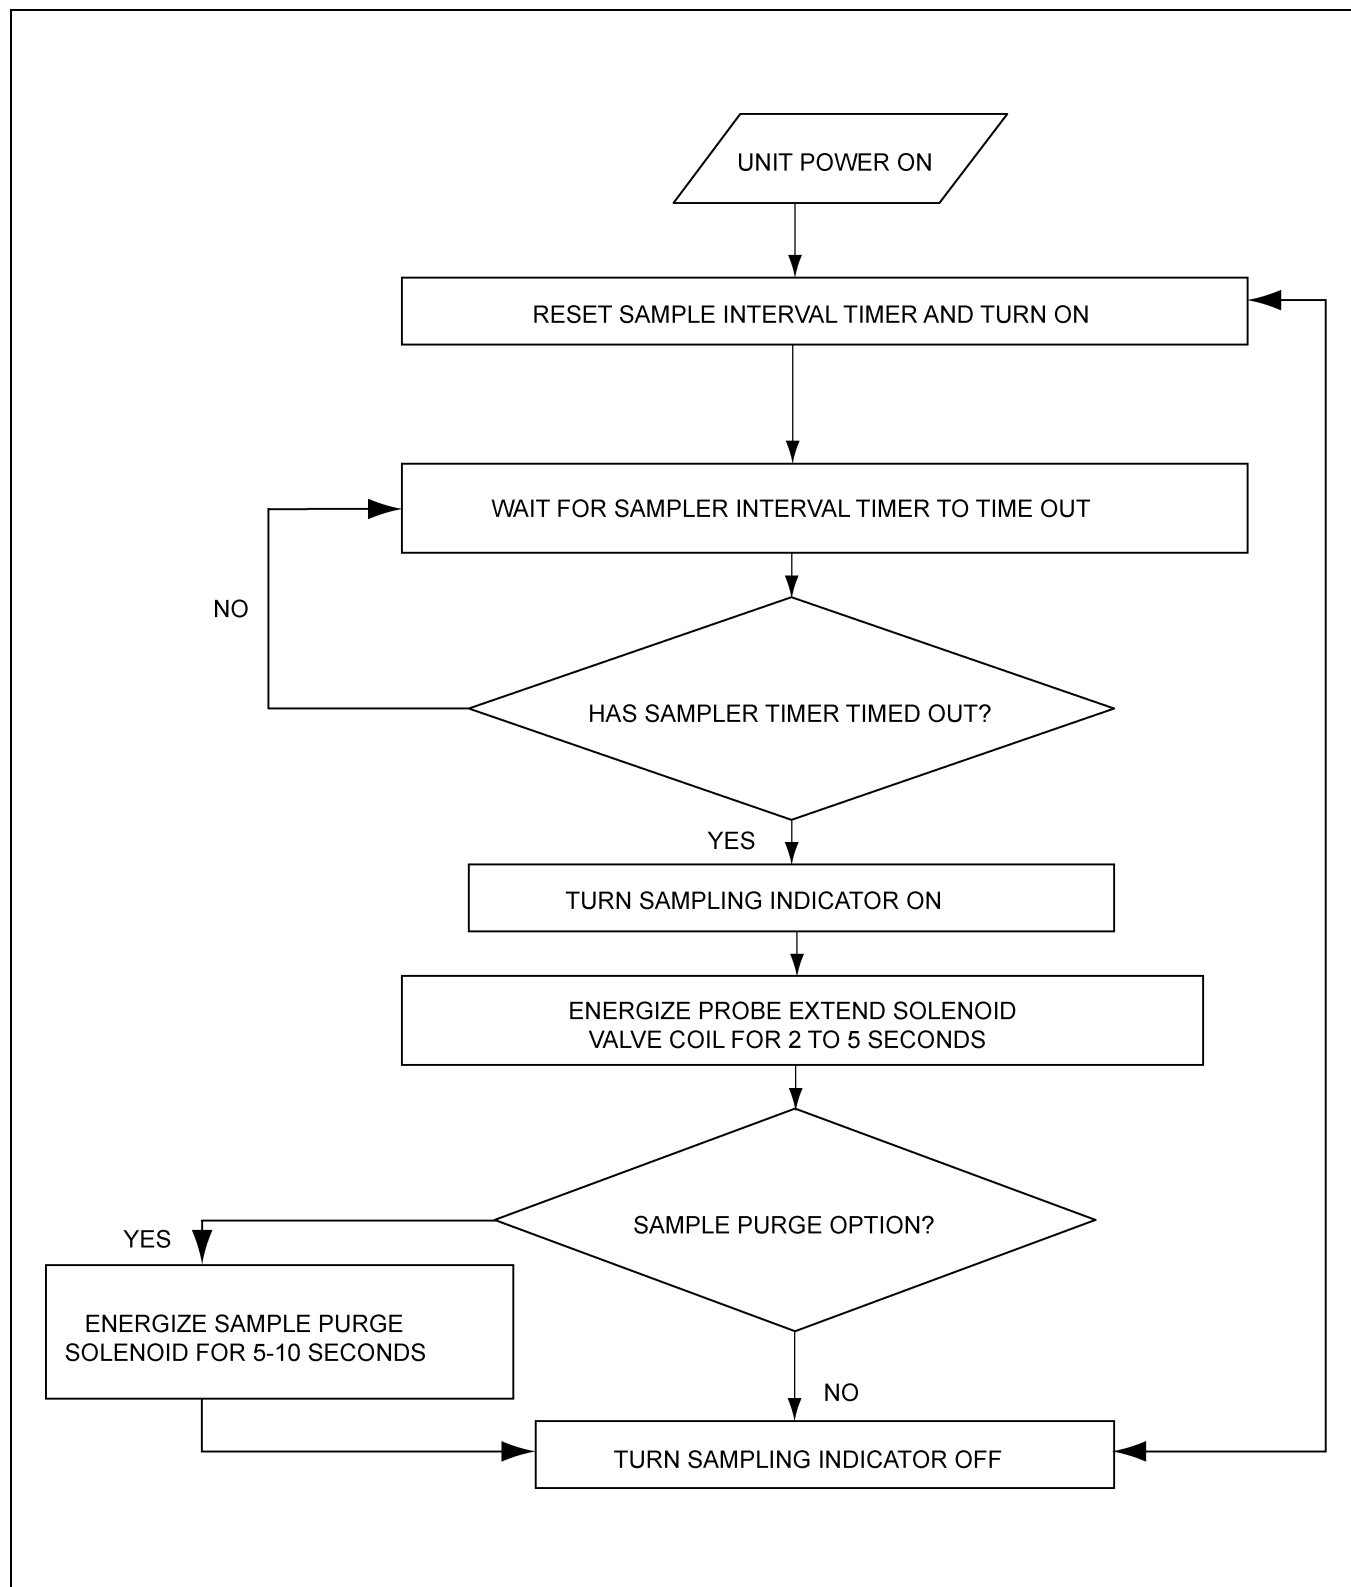 UNIT POWER ON
RESET SAMPLE INTERVAL TIMER AND TURN ON
WAIT FOR SAMPLER INTERVAL TIMER TO TIME OUT
NO
HAS SAMPLER TIMER TIMED OUT?
YES
TURN SAMPLING INDICATOR ON
ENERGIZE PROBE EXTEND SOLENOID
VALVE COIL FOR 2 TO 5 SECONDS
SAMPLE PURGE OPTION?
YES
ENERGIZE SAMPLE PURGE
SOLENOID FOR 5-10 SECONDS
NO
TURN SAMPLING INDICATOR OFF